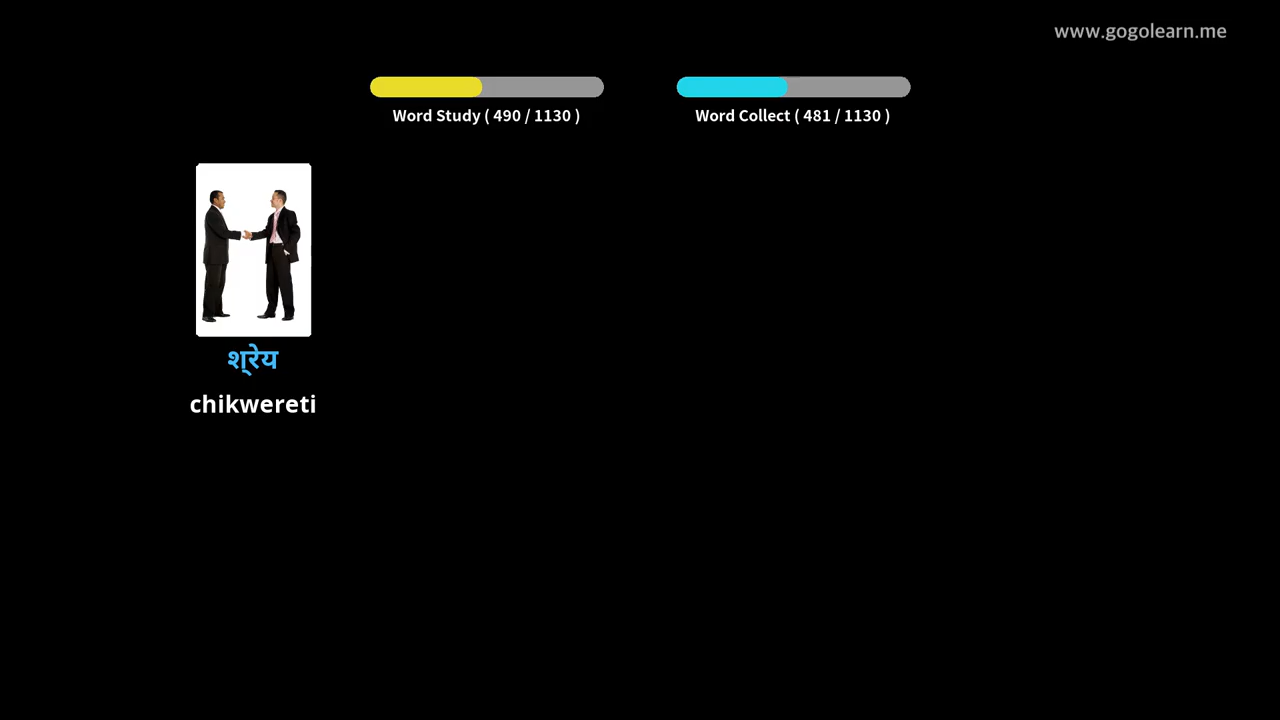 www.gogolearn.me
Word Study ( 490 / 1130 )
Word Collect ( 481 / 1130 )
श्रेय
chikwereti